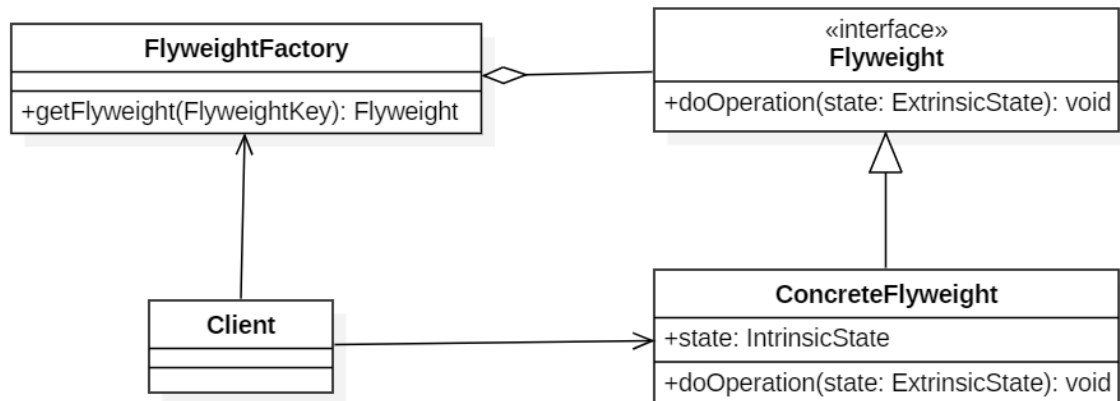 FlyweightFactory
+getFlyweight(FlyweightKey): Flyweight
«interface»
Flyweight
+doOperation(state: ExtrinsicState): void
Client
ConcreteFlyweight
+state: IntrinsicState
+doOperation(state: ExtrinsicState): void